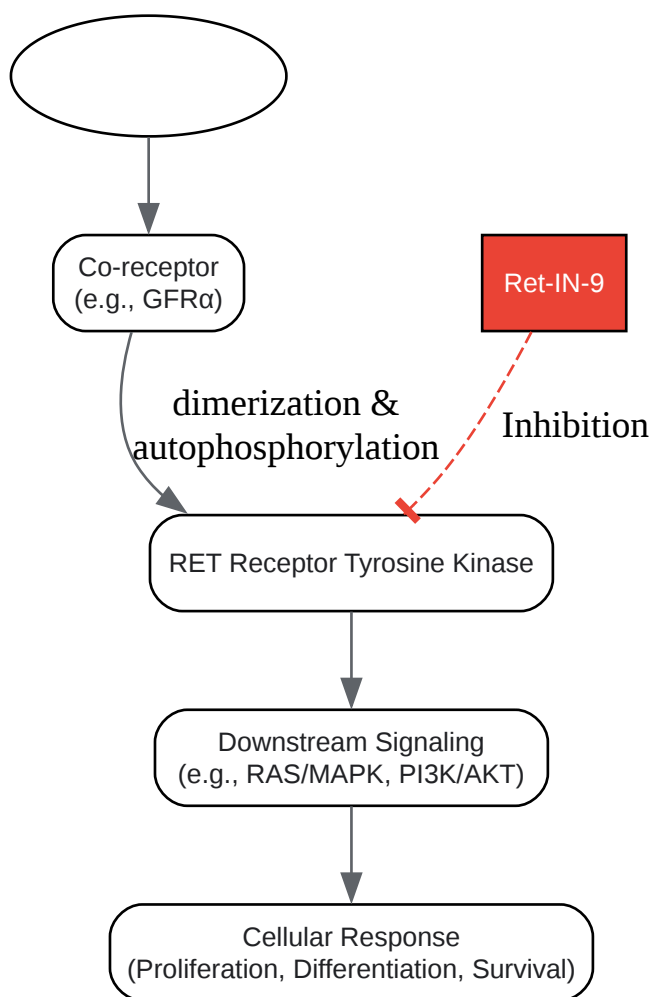 Co-receptor
(e.g., GFRα)
Ret-IN-9
dimerization &
autophosphorylation
Inhibition
RET Receptor Tyrosine Kinase
Downstream Signaling
(e.g., RAS/MAPK, PI3K/AKT)
Cellular Response
(Proliferation, Differentiation, Survival)